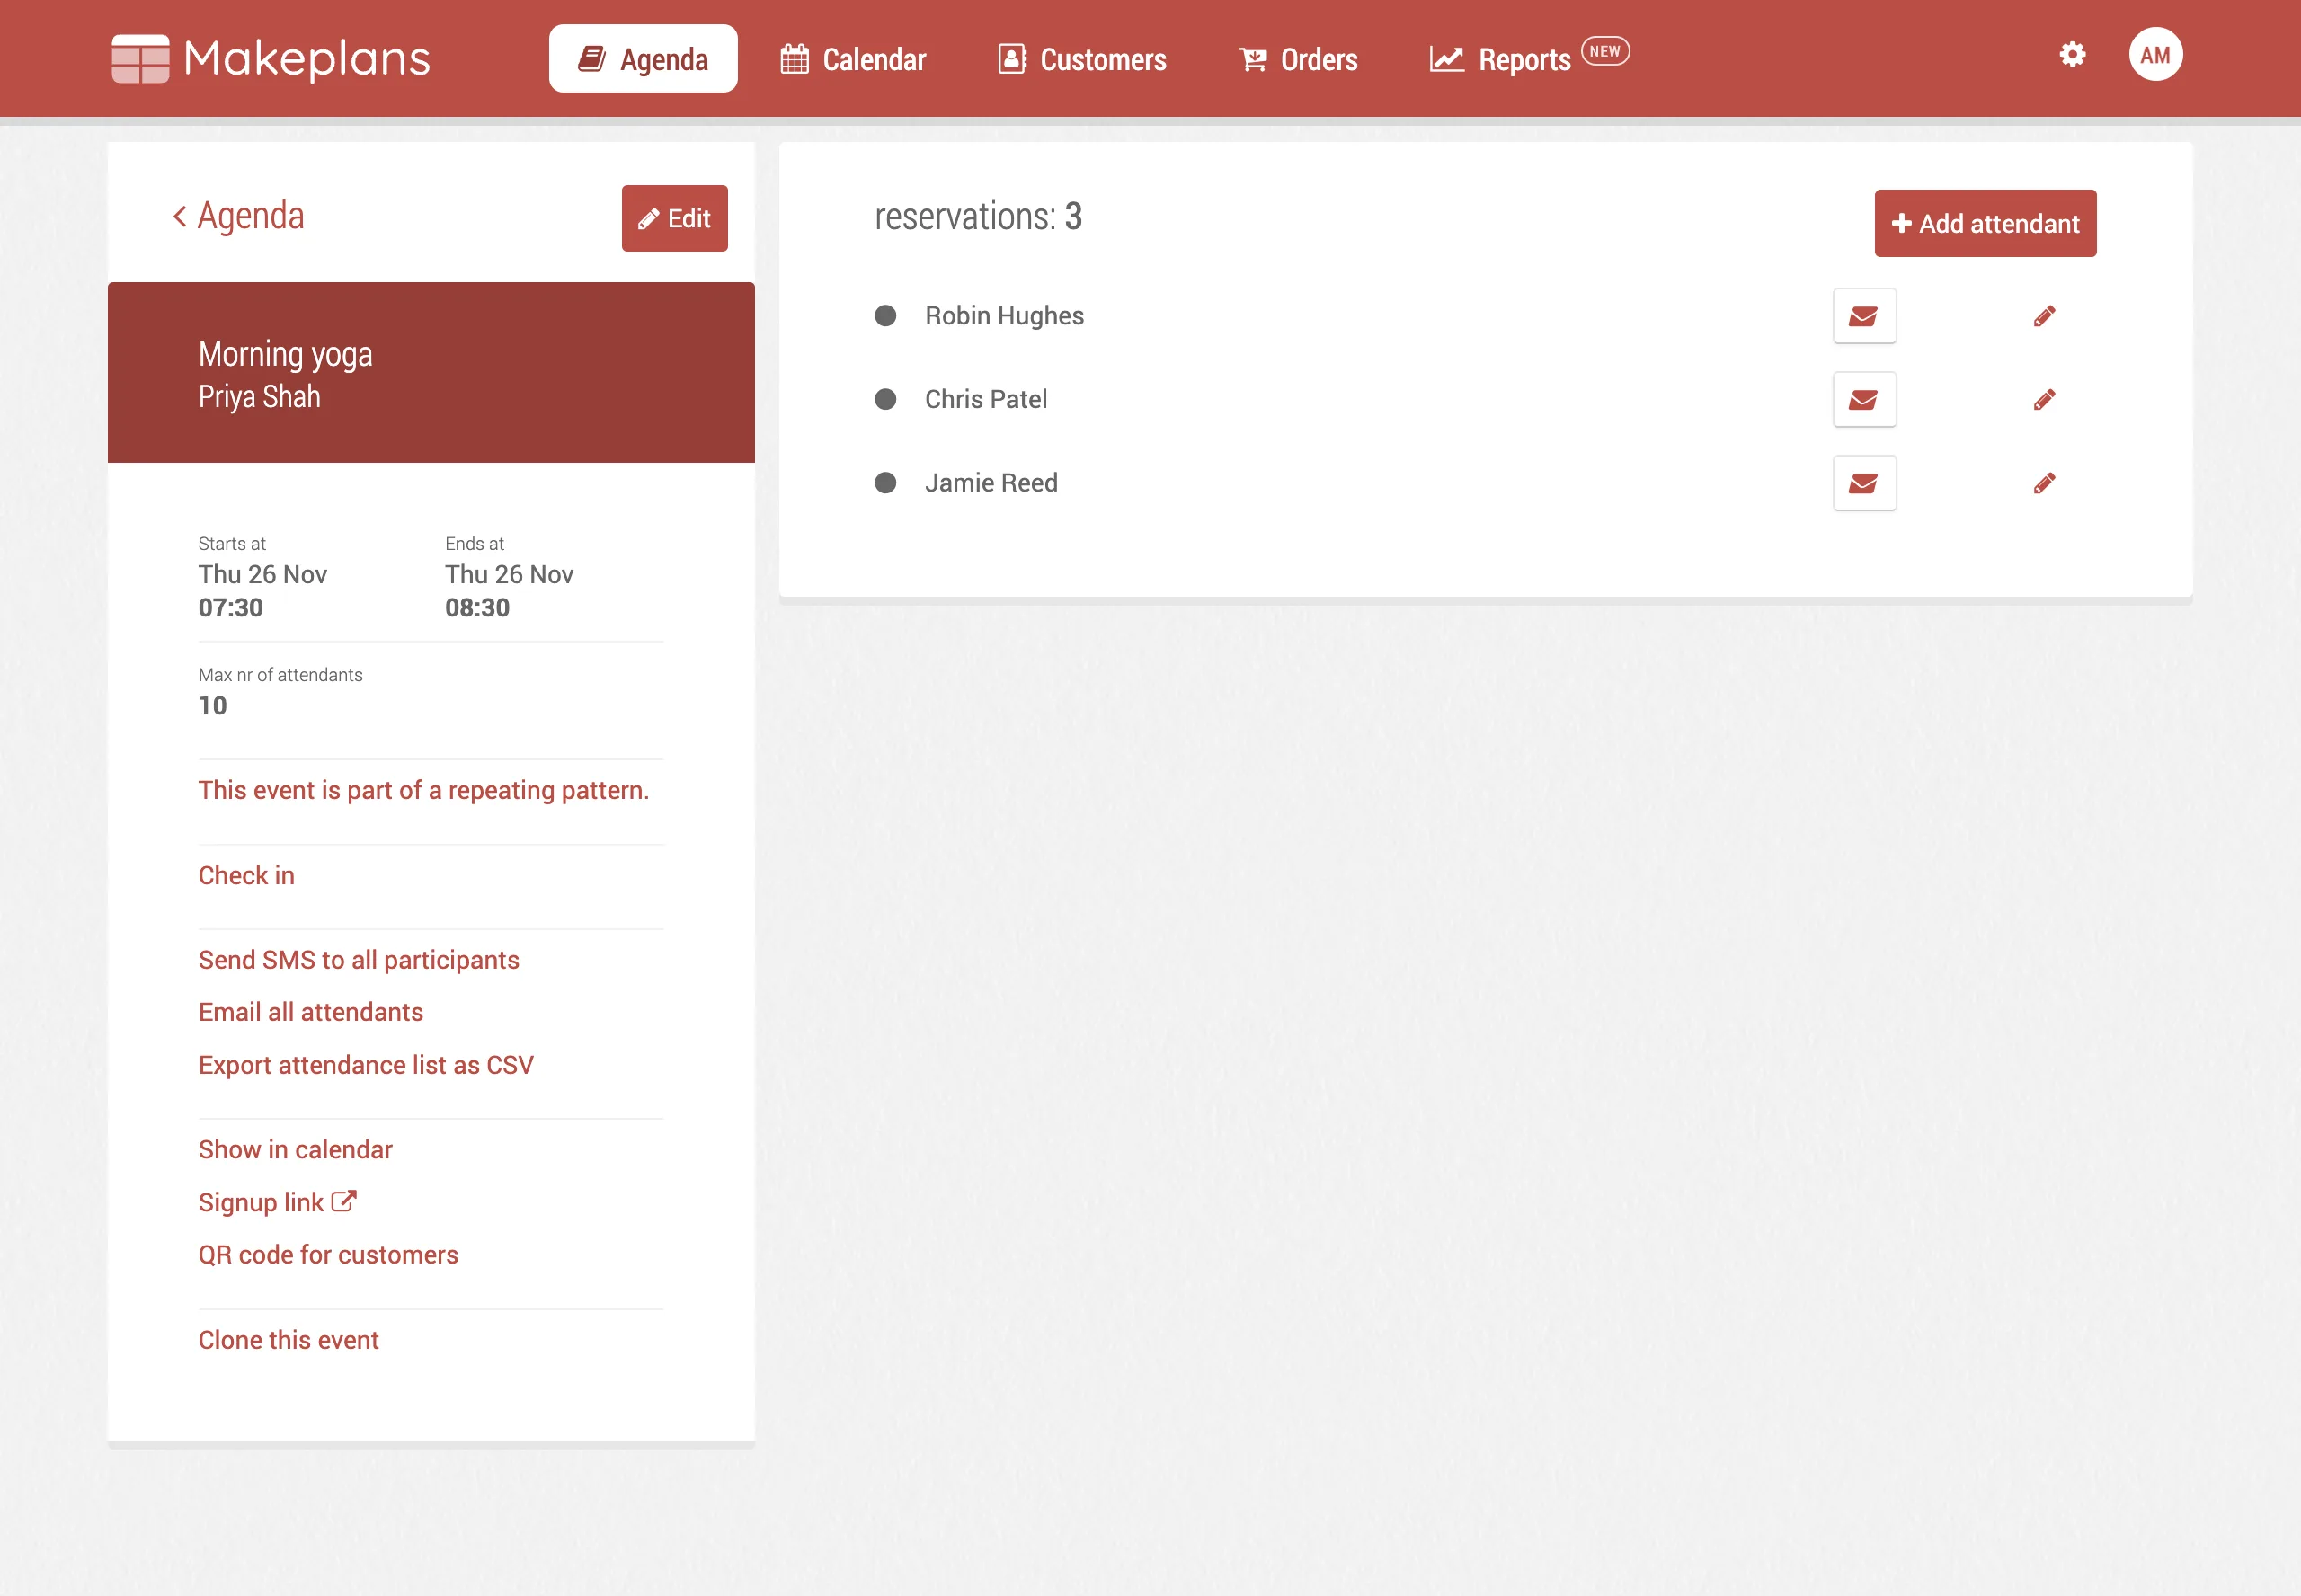 Makeplans
Agenda
Calendar
Customers
Orders
Reports NEW
AM
Agenda
Edit
Morning yoga
Priya Shah
Starts at
Thu 26 Nov
07:30
Ends at
Thu 26 Nov
08:30
Max nr of attendants
10
This event is part of a repeating pattern.
Check in
Send SMS to all participants
Email all attendants
Export attendance list as CSV
Show in calendar
Signup link
QR code for customers
Clone this event
reservations: 3
Add attendant
Robin Hughes
Chris Patel
Jamie Reed